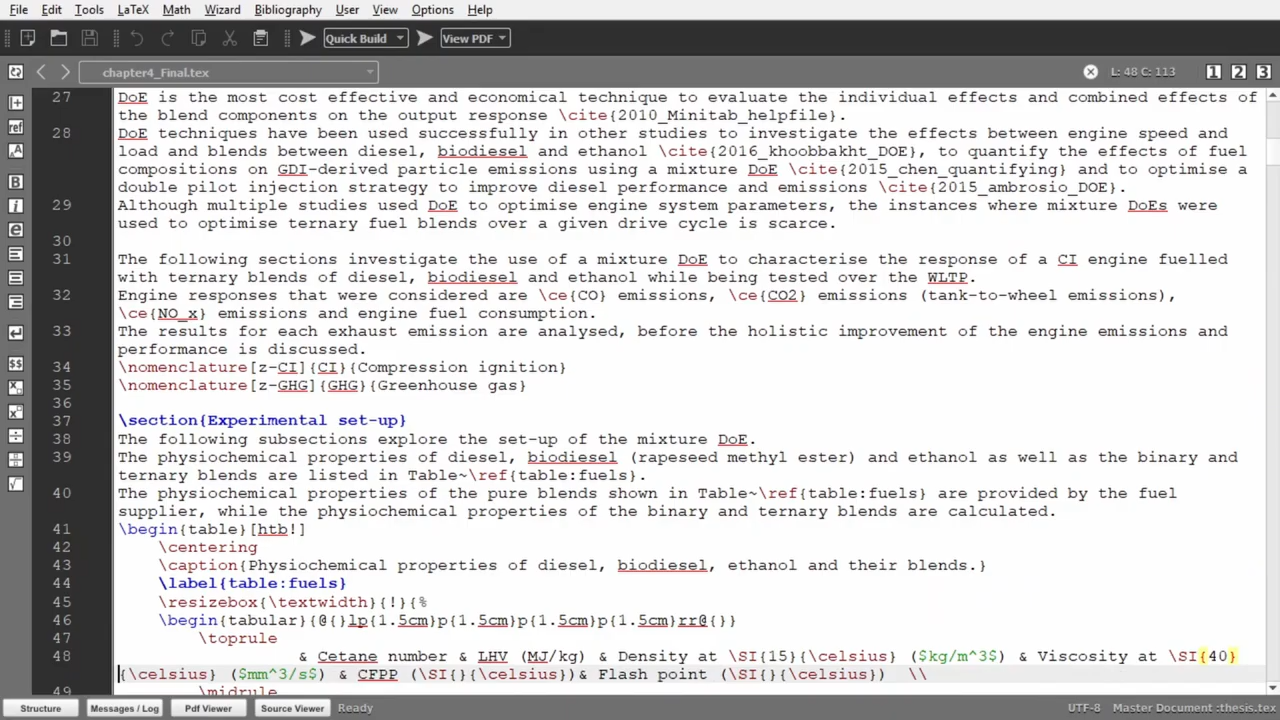 File Edit Tools LaTeX Math Wizard Bibliography User View Options Help
Quick Build View PDF
chapter4_Final.tex L: 48 C: 113 1 2 3
27 DoE is the most cost effective and economical technique to evaluate the individual effects and combined effects of
the blend components on the output response \cite{2010_Minitab_helpfile}.
28 DoE techniques have been used successfully in other studies to investigate the effects between engine speed and
load and blends between diesel, biodiesel and ethanol \cite{2016_khoobbakht_DOE}, to quantify the effects of fuel
compositions on GDI-derived particle emissions using a mixture DoE \cite{2015_chen_quantifying} and to optimise a
double pilot injection strategy to improve diesel performance and emissions \cite{2015_ambrosio_DOE}.
29 Although multiple studies used DoE to optimise engine system parameters, the instances where mixture DoEs were
used to optimise ternary fuel blends over a given drive cycle is scarce.
30
31 The following sections investigate the use of a mixture DoE to characterise the response of a CI engine fuelled
with ternary blends of diesel, biodiesel and ethanol while being tested over the WLTP.
32 Engine responses that were considered are \ce{CO} emissions, \ce{CO2} emissions (tank-to-wheel emissions),
\ce{NO_x} emissions and engine fuel consumption.
33 The results for each exhaust emission are analysed, before the holistic improvement of the engine emissions and
performance is discussed.
34 \nomenclature[z-CI]{CI}{Compression ignition}
35 \nomenclature[z-GHG]{GHG}{Greenhouse gas}
36
37 \section{Experimental set-up}
38 The following subsections explore the set-up of the mixture DoE.
39 The physiochemical properties of diesel, biodiesel (rapeseed methyl ester) and ethanol as well as the binary and
ternary blends are listed in Table~\ref{table:fuels}.
40 The physiochemical properties of the pure blends shown in Table~\ref{table:fuels} are provided by the fuel
supplier, while the physiochemical properties of the binary and ternary blends are calculated.
41 \begin{table}[htb!]
42 \centering
43 \caption{Physiochemical properties of diesel, biodiesel, ethanol and their blends.}
44 \label{table:fuels}
45 \resizebox{\textwidth}{!}{%
46 \begin{tabular}{@{}lp{1.5cm}p{1.5cm}p{1.5cm}p{1.5cm}rr@{}}
47 \toprule
48 & Cetane number & LHV (MJ/kg) & Density at \SI{15}{\celsius} ($kg/m^3$) & Viscosity at \SI{40}
{\celsius} ($mm^3/s$) & CFPP (\SI{}{\celsius})& Flash point (\SI{}{\celsius}) \\
49 \midrule
Structure Messages / Log Pdf Viewer Source Viewer Ready UTF-8 Master Document :thesis.tex